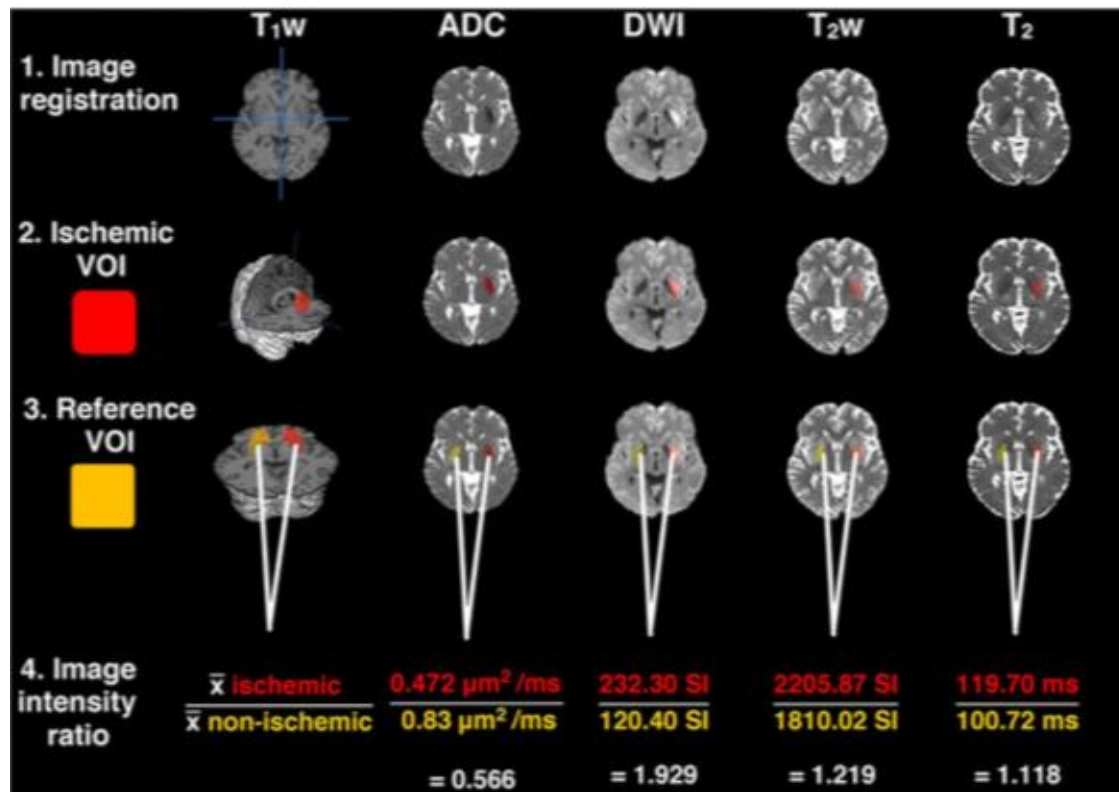 T₁w ADC DWI T₂w T₂
1. Image
registration
2. Ischemic
VOI
3. Reference
VOI
4. Image
intensity
ratio
x̅ ischemic
x̅ non-ischemic
0.472 µm²/ms
0.83 µm²/ms
= 0.566
232.30 SI
120.40 SI
= 1.929
2205.87 SI
1810.02 SI
= 1.219
119.70 ms
100.72 ms
= 1.118